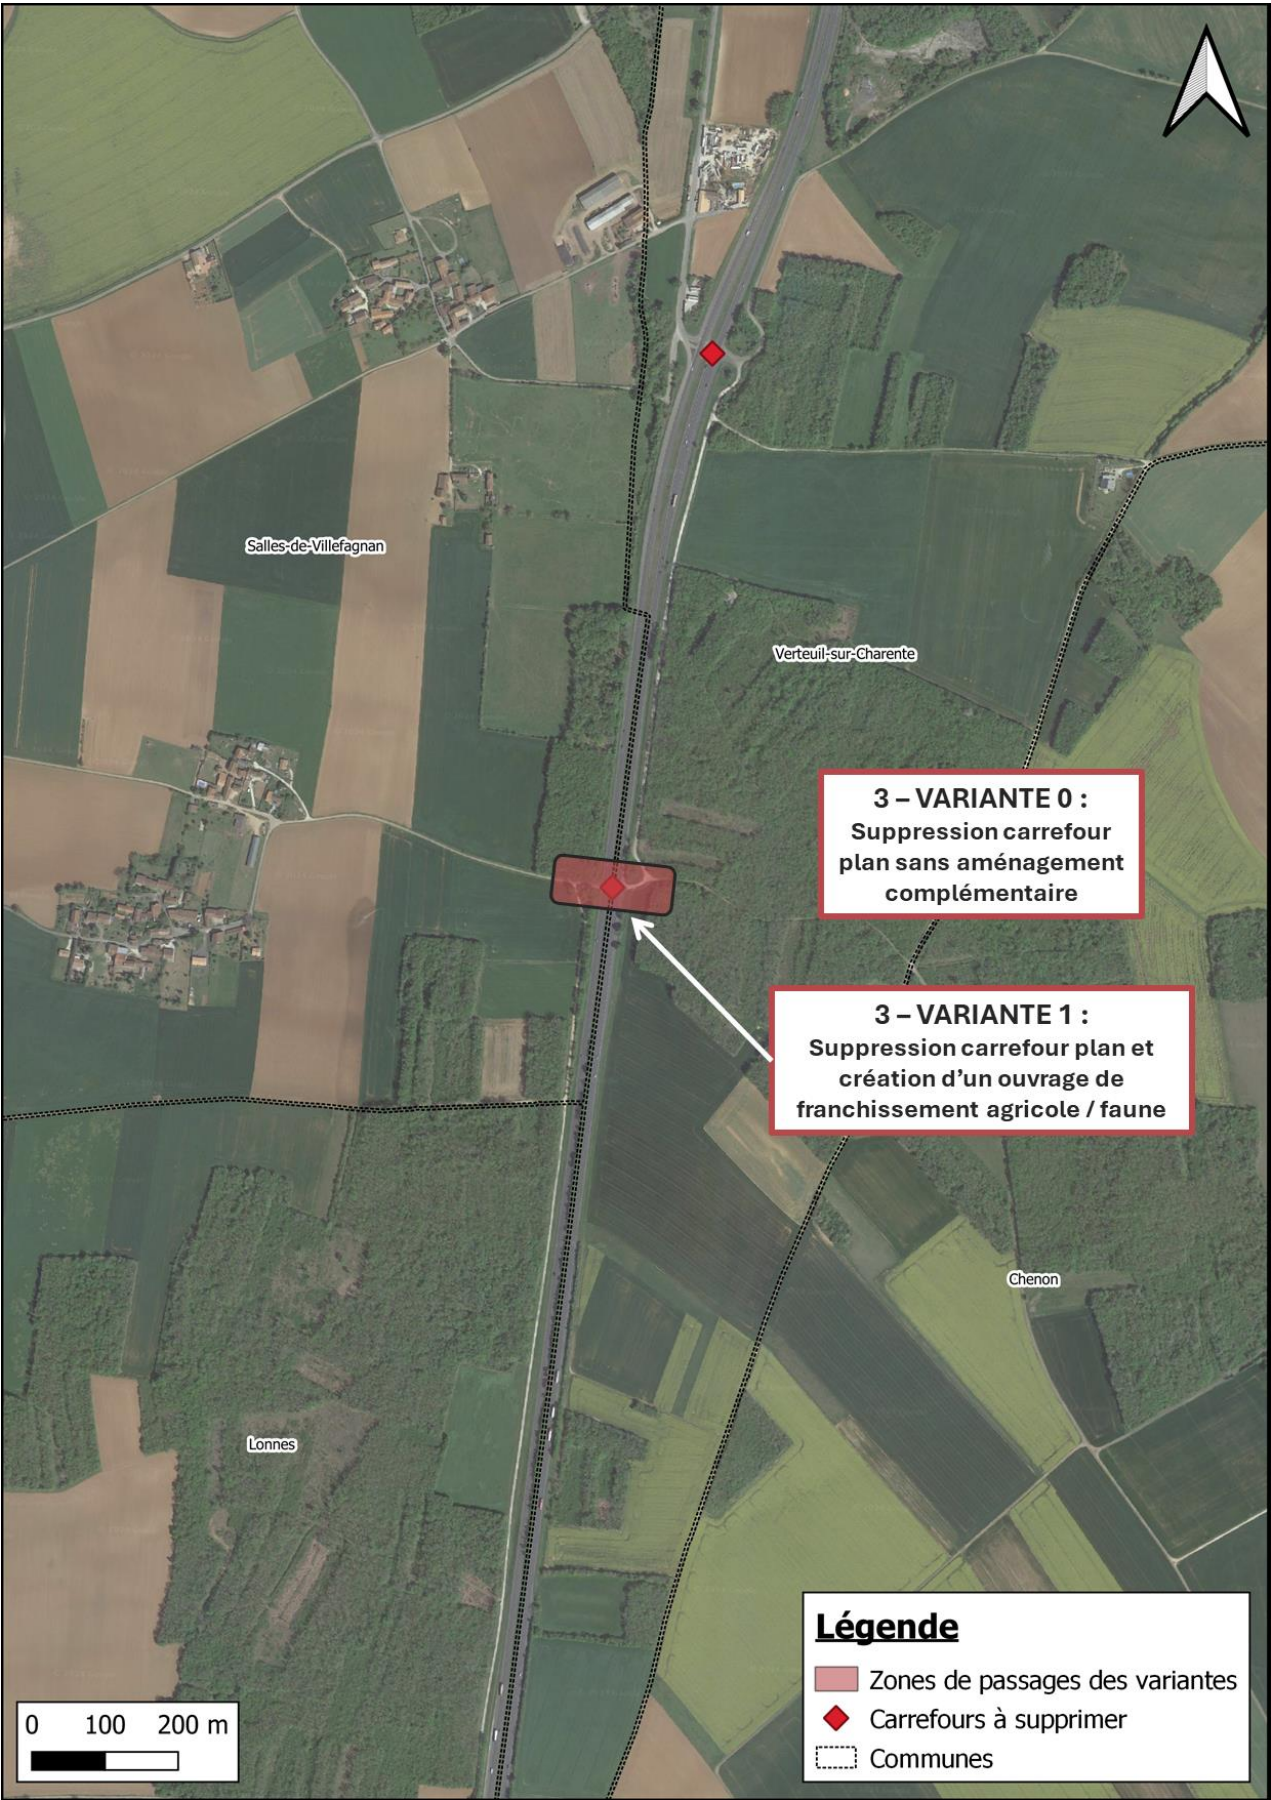 Salles-de-Villefagnan
Verteuil-sur-Charente
3 – VARIANTE 0 :
Suppression carrefour
plan sans aménagement
complémentaire
3 – VARIANTE 1 :
Suppression carrefour plan et
création d’un ouvrage de
franchissement agricole / faune
Chenon
Lonnes
Légende
Zones de passages des variantes
Carrefours à supprimer
Communes
0 100 200 m